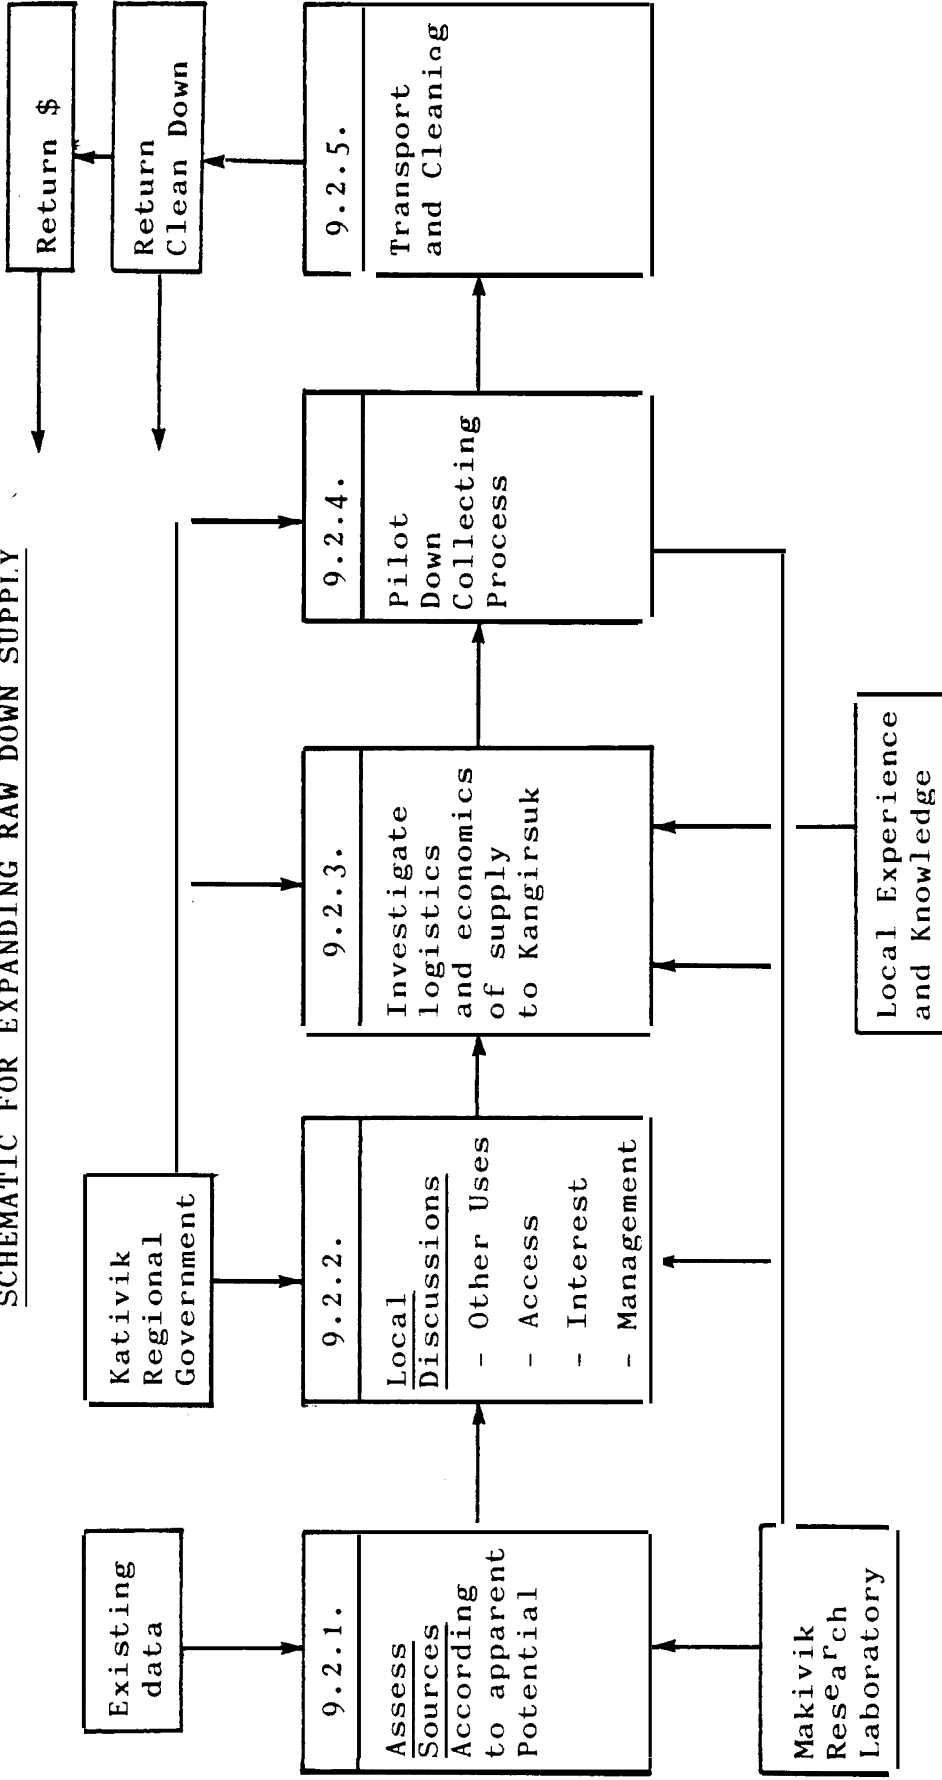 SCHEMATIC FOR EXPANDING RAW DOWN SUPPLY
Existing
data
Kativik
Regional
Government
Return $
Return
Clean Down
9.2.1.
Assess
Sources
According
to apparent
Potential
9.2.2.
Local
Discussions
- Other Uses
- Access
- Interest
- Management
9.2.3.
Investigate
logistics
and economics
of supply
to Kangirsuk
9.2.4.
Pilot
Down
Collecting
Process
9.2.5.
Transport
and Cleaning
Makivik
Research
Laboratory
Local Experience
and Knowledge